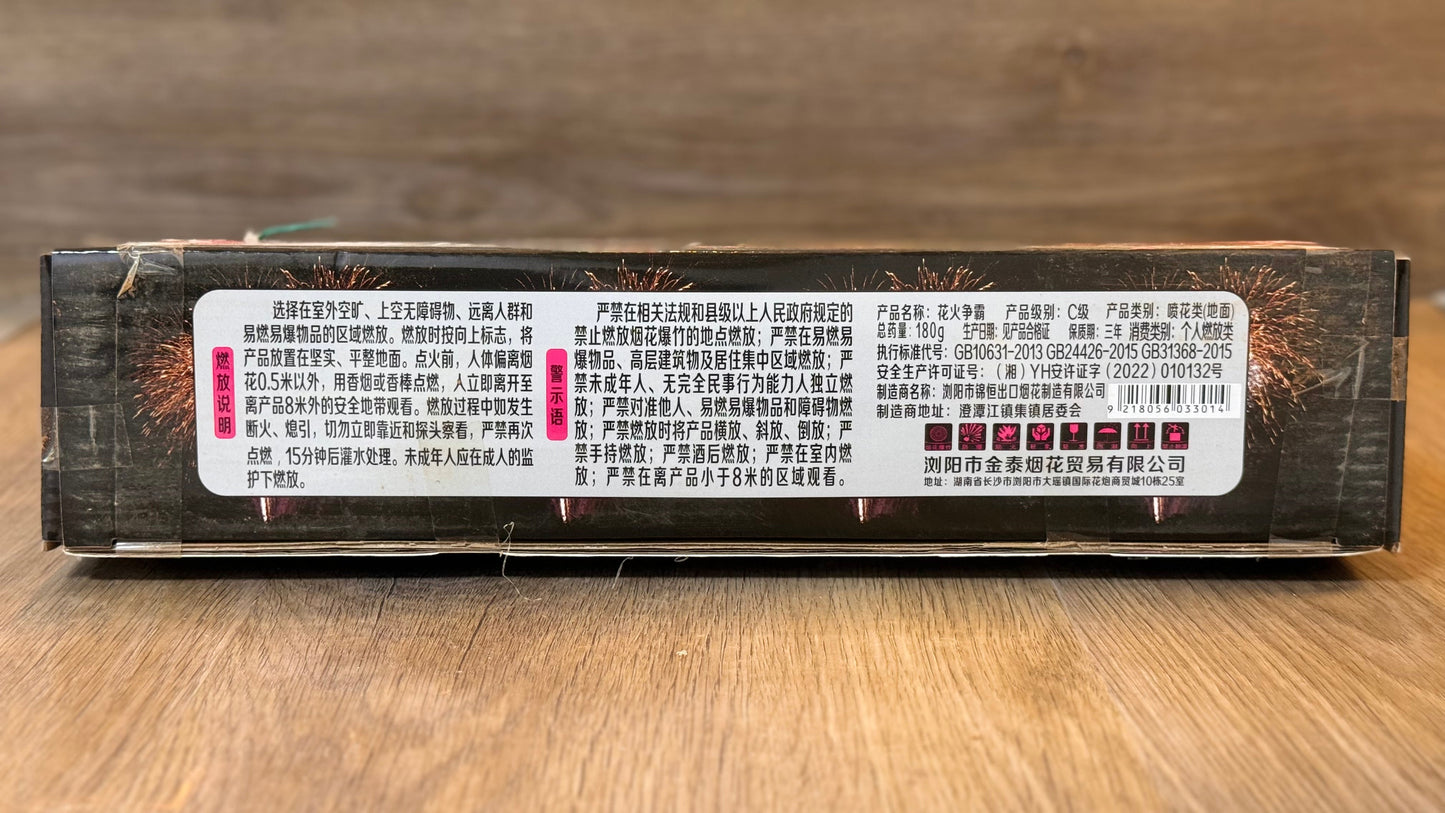 燃放说明
选择在室外空旷、上空无障碍物、远离人群和
易燃易爆物品的区域燃放。燃放时投向上标志，将
产品放置在坚实、平整地面。点火前，人体偏离烟
花0.5米以外，用香烟或香棒点燃，人立即离开至
离产品8米外的安全地带观看。燃放过程中如发生
断火、熄引，切勿立即靠近和探头察看，严禁再次
点燃，15分钟后灌水处理。未成年人应在成人的监
护下燃放。
警示语
严禁在相关法规和县级以上人民政府规定的
禁止燃放烟花爆竹的地点燃放；严禁在易燃易
爆物品、高层建筑物及居住集中区域燃放；严
禁未成年人、无完全民事行为能力人独立燃
放；严禁对准他人、易燃易爆物品和障碍物燃
放；严禁燃放时将产品横放、斜放、倒放；严
禁手持燃放；严禁酒后燃放；严禁在室内燃
放；严禁在离产品小于8米的区域观看。
产品名称：花火争霸 产品级别：C级 产品类别：喷花类(地面)
总药量：180g 生产日期：见产品合格证 保质期：三年 消费类别：个人燃放类
执行标准代号：GB10631-2013 GB24426-2015 GB31368-2015
安全生产许可证号：（湘）YH安许证字（2022）010132号
制造商名称：浏阳市锦恒出口烟花制造有限公司
制造商地址：澄潭江镇集镇居委会
9 218056 033014
浏阳市金泰烟花贸易有限公司
地址：湖南省长沙市浏阳市大瑶镇国际花炮商贸城10栋25室